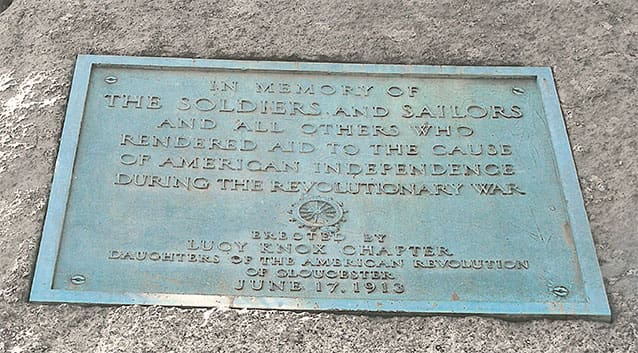 IN MEMORY OF
THE SOLDIERS AND SAILORS
AND ALL OTHERS WHO
RENDERED AID TO THE CAUSE
OF AMERICAN INDEPENDENCE
DURING THE REVOLUTIONARY WAR
ERECTED BY
LUCY KNOX CHAPTER
DAUGHTERS OF THE AMERICAN REVOLUTION
OF GLOUCESTER
JUNE 17, 1913